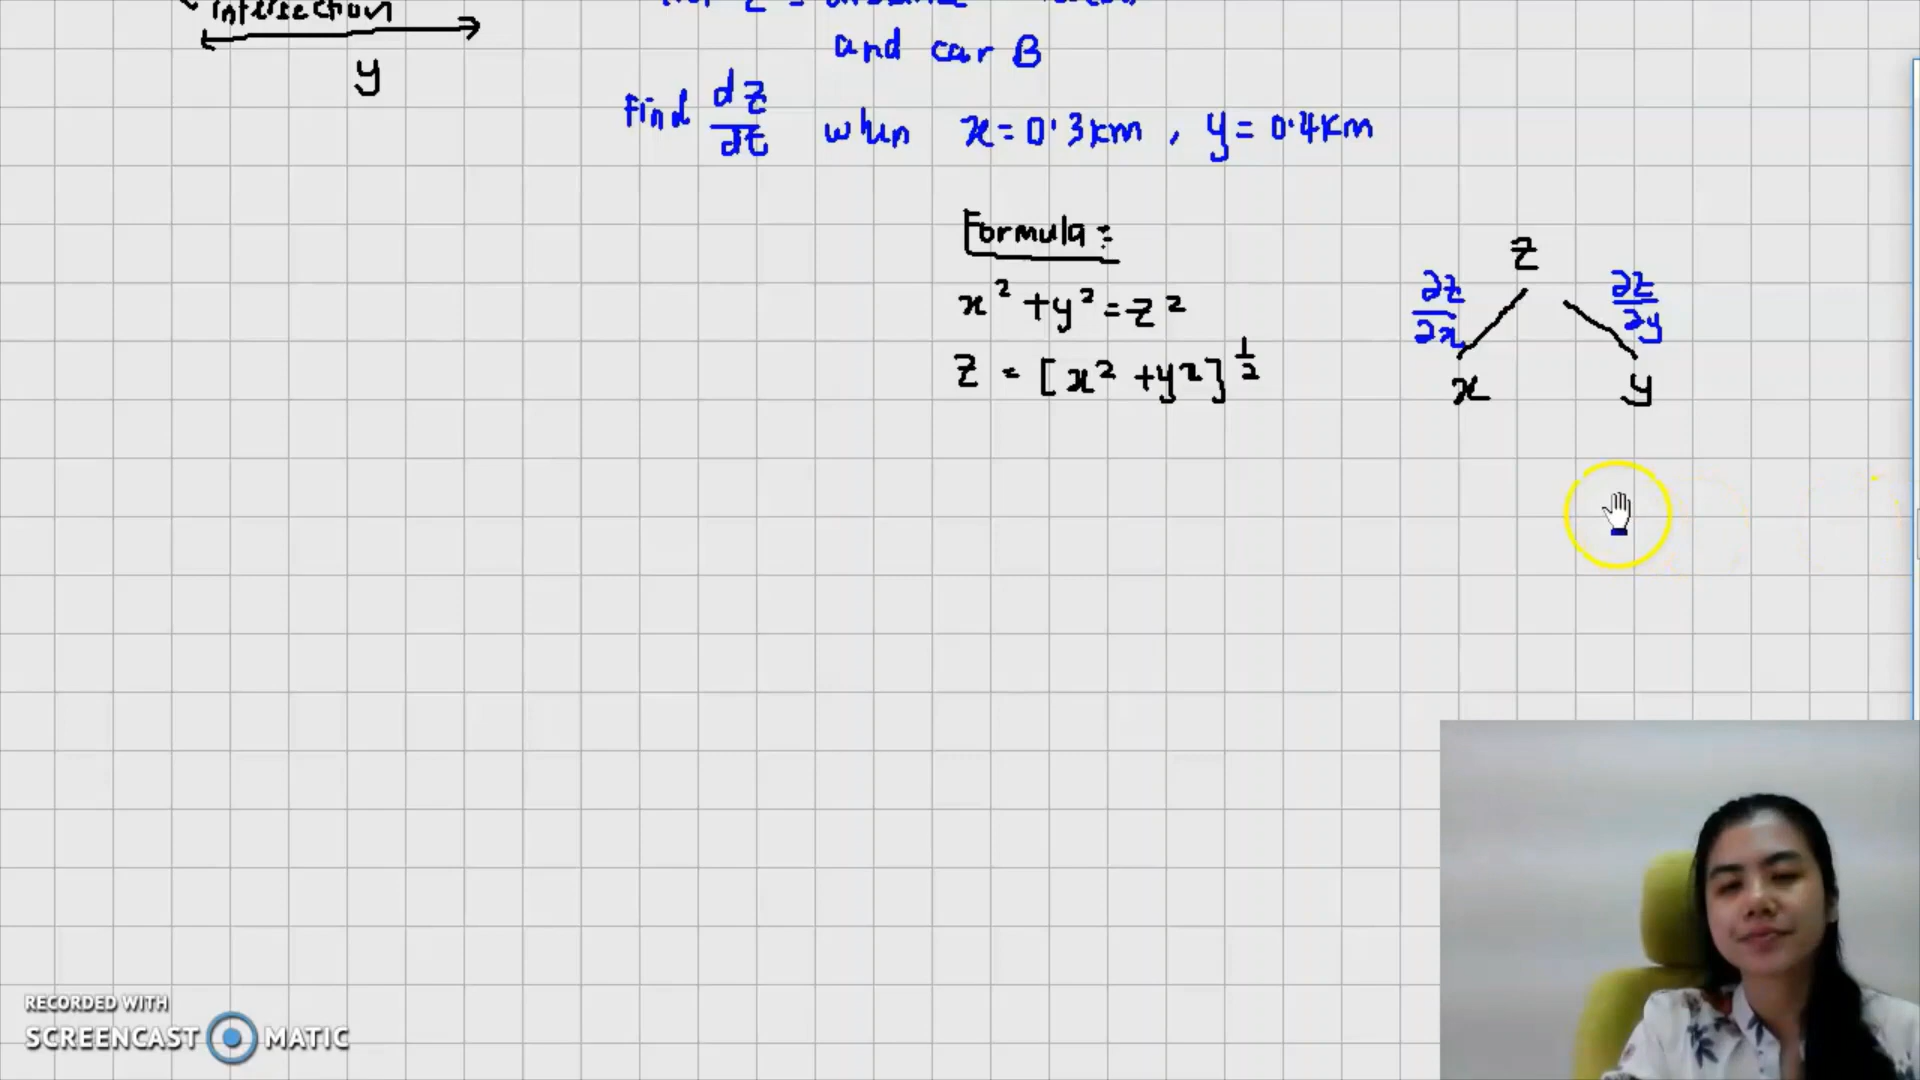 intersection
y
and car B
Find dz/dt when x = 0.3km , y = 0.4km
Formula :
x² + y² = z²
z = [x² + y²]^1/2
z
∂z/∂x ∂z/∂y
x y
RECORDED WITH
SCREENCAST MATIC